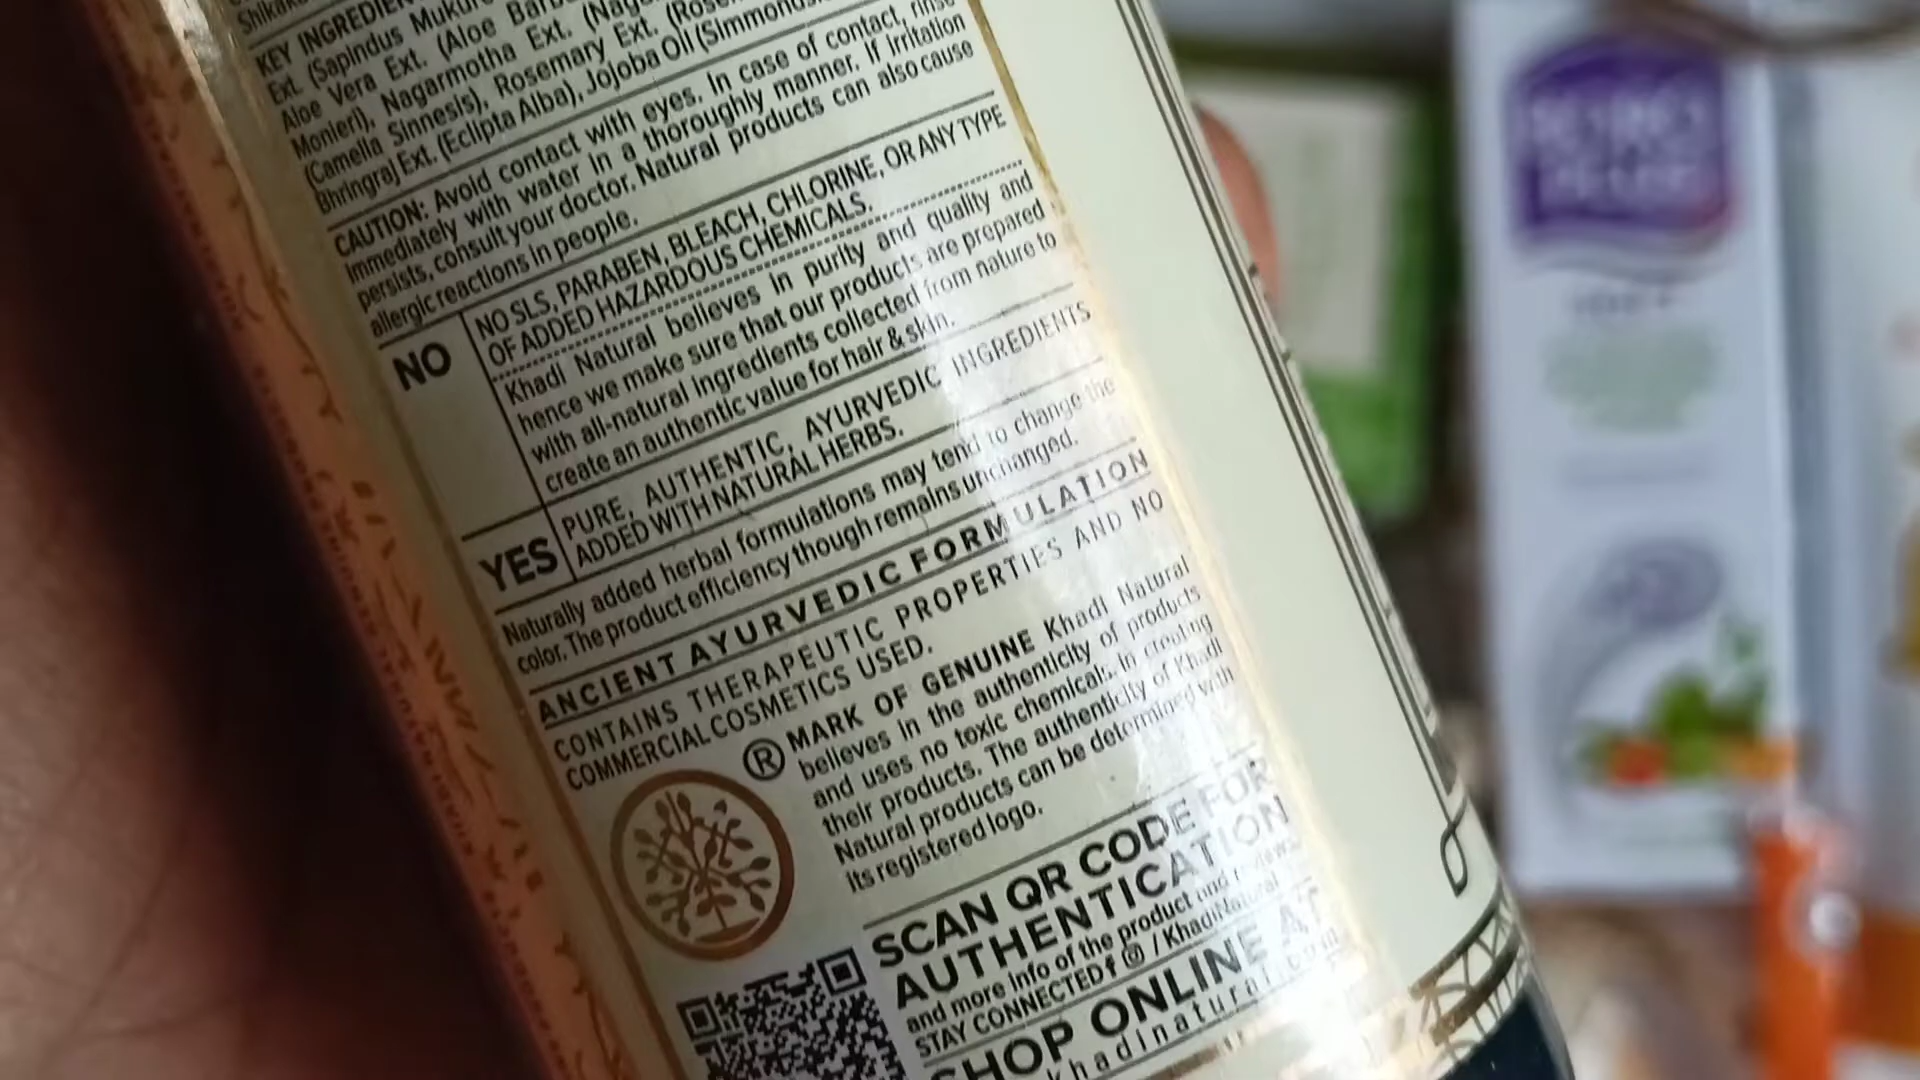 Shikakai
KEY INGREDIENTS
Ext. (Sapindus
Aloe Vera Ext. (Aloe
Monieri), Nagarmotha Ext.
(Camella Sinnesis), Rosemary Ext.
Bhringraj Ext. (Eclipta Alba), Jojoba Oil
CAUTION: Avoid contact with eyes. In case of contact, rinse
immediately with water in a thoroughly manner. If irritation
persists, consult your doctor. Natural products can also cause
allergic reactions in people.
NO
NO SLS, PARABEN, BLEACH, CHLORINE, OR ANY TYPE
OF ADDED HAZARDOUS CHEMICALS.
Khadi Natural believes in purity and quality and
hence we make sure that our products are prepared
with all-natural ingredients collected from nature to
create an authentic value for hair & skin.
YES
PURE, AUTHENTIC, AYURVEDIC INGREDIENTS
ADDED WITH NATURAL HERBS.
Naturally added herbal formulations may tend to change the
color. The product efficiency though remains unchanged.
ANCIENT AYURVEDIC FORMULATION
CONTAINS THERAPEUTIC PROPERTIES AND NO
COMMERCIAL COSMETICS USED.
® MARK OF GENUINE Khadi Natural
believes in the authenticity of products
and uses no toxic chemicals in creating
their products. The authenticity of Khadi
Natural products can be determined with
its registered logo.
SCAN QR CODE FOR
AUTHENTICATION
and more info of the product and reviews
STAY CONNECTED /KhadiNatural
SHOP ONLINE AT
khadinatural.com